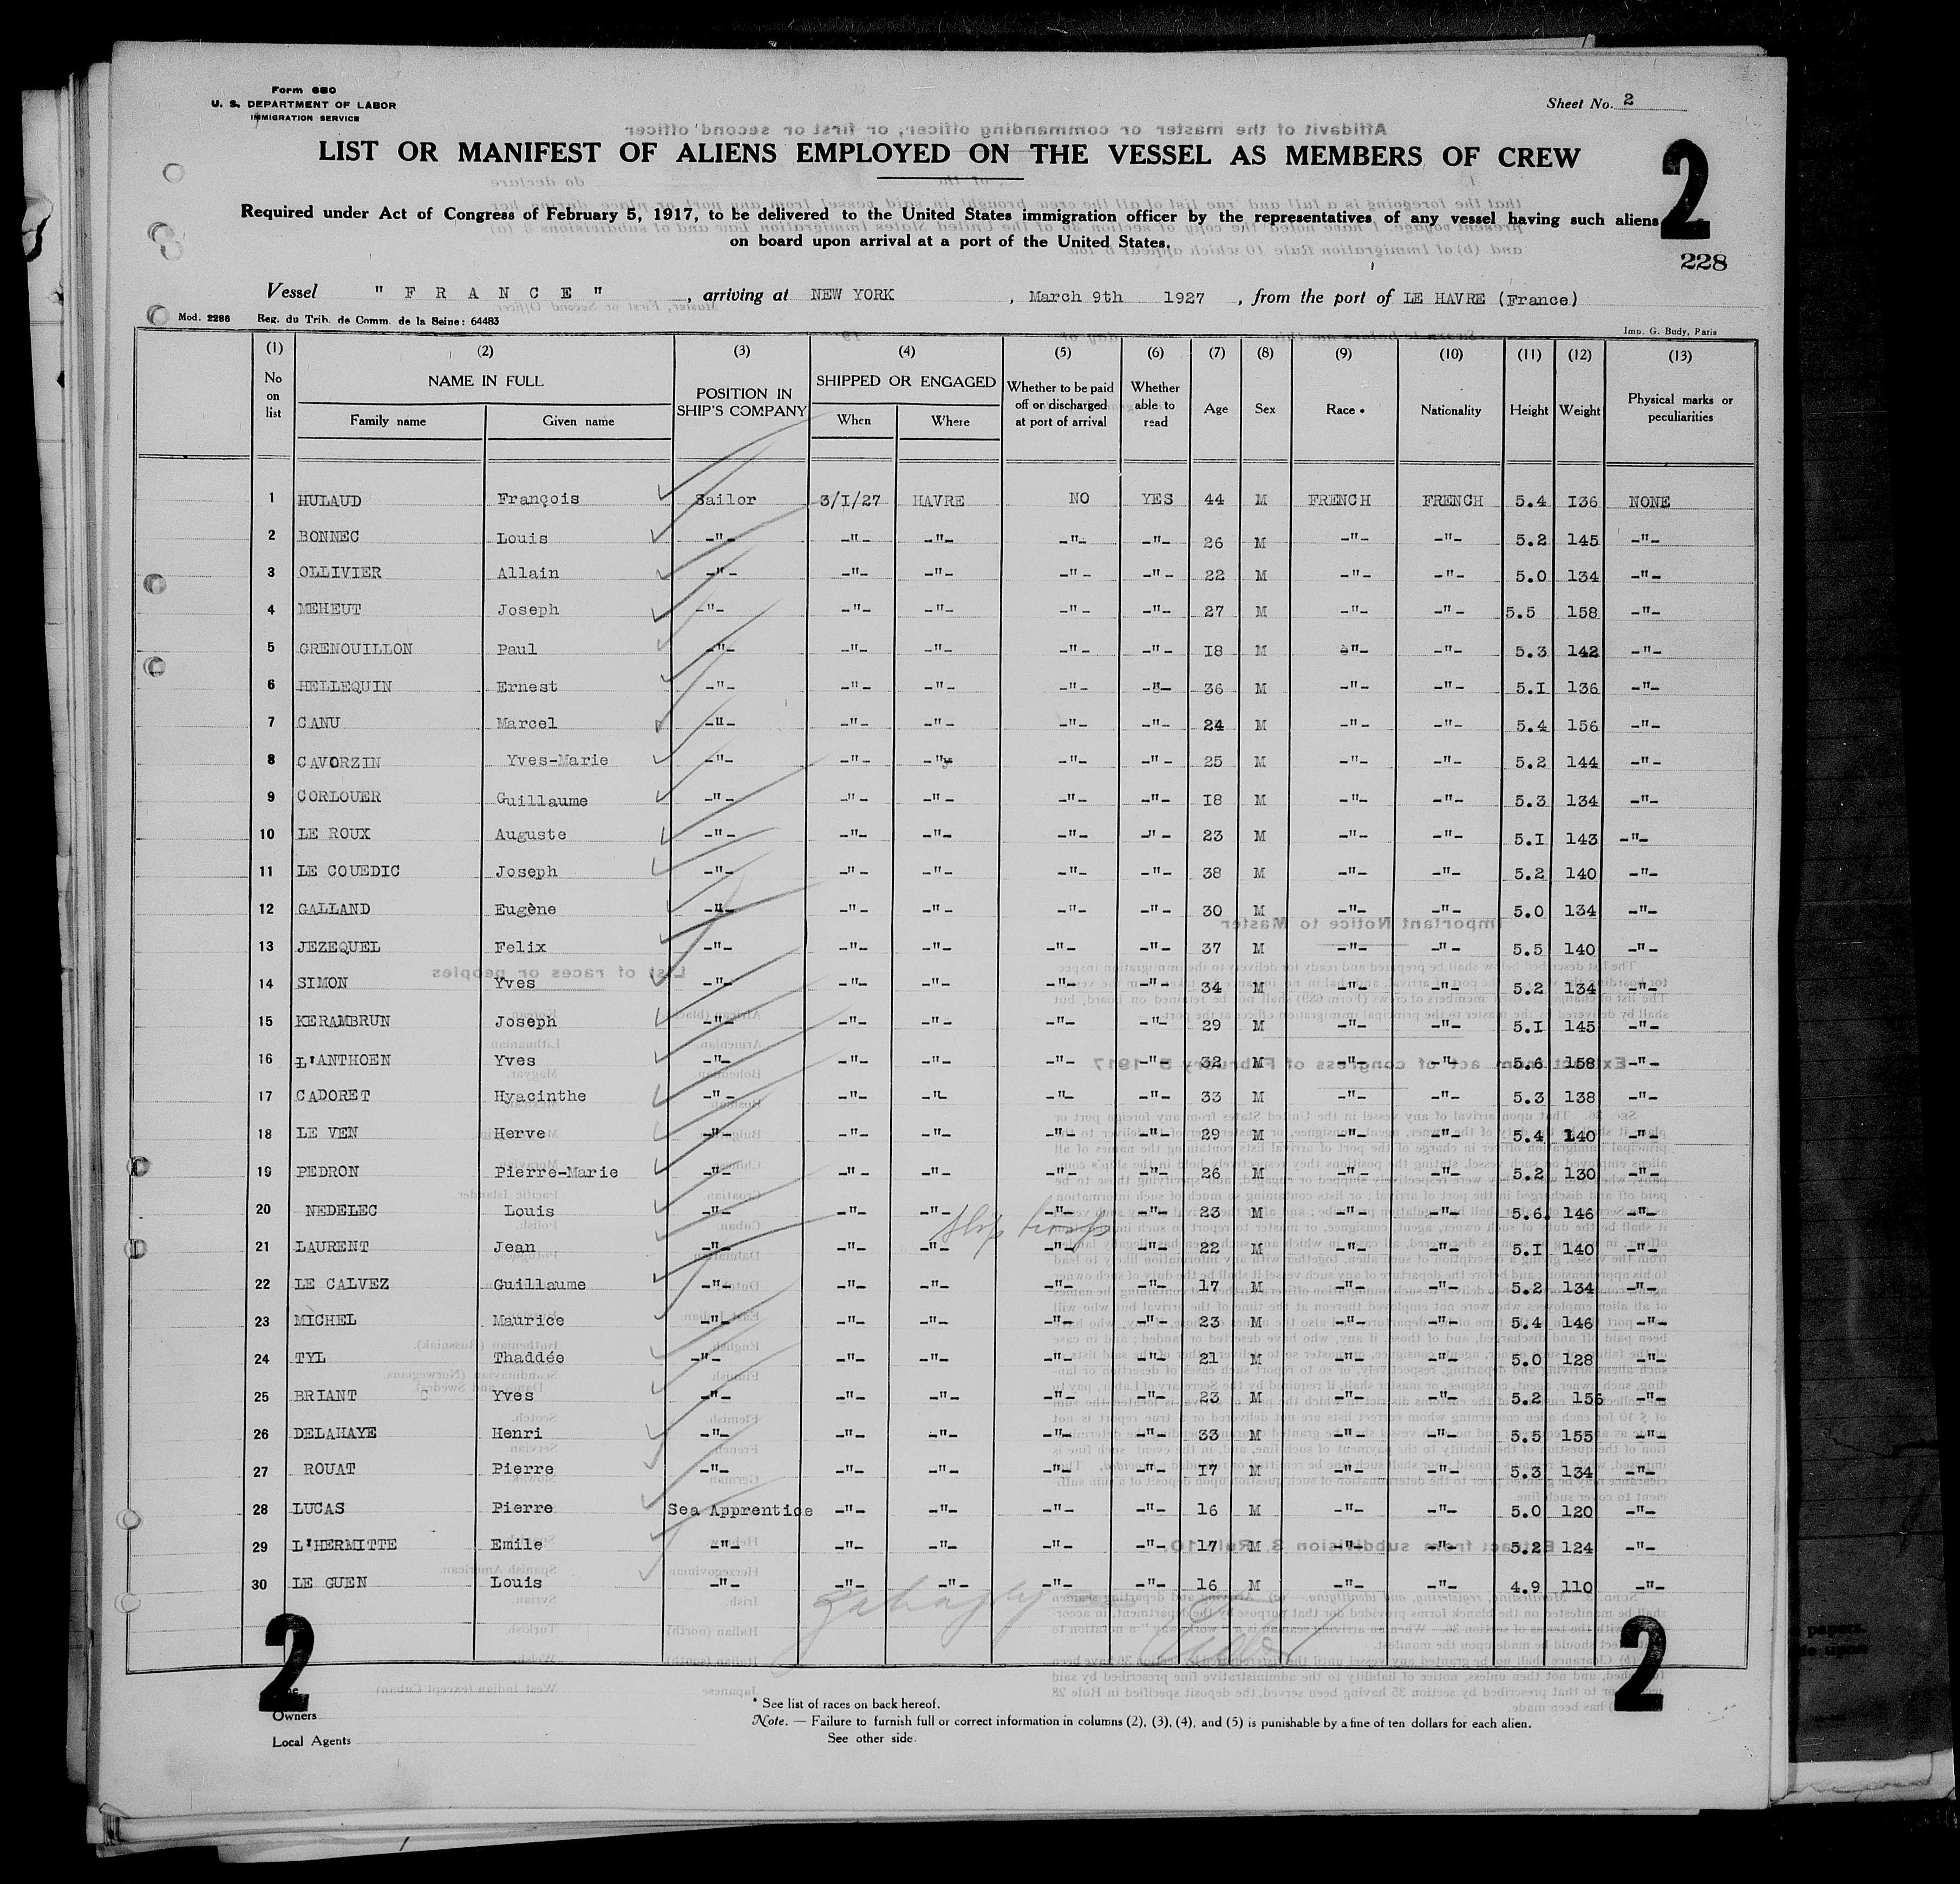 Form 680
U. S. DEPARTMENT OF LABOR
IMMIGRATION SERVICE
Sheet No. 2
LIST OR MANIFEST OF ALIENS EMPLOYED ON THE VESSEL AS MEMBERS OF CREW
2
Required under Act of Congress of February 5, 1917, to be delivered to the United States immigration officer by the representatives of any vessel having such aliens
on board upon arrival at a port of the United States.
228
Vessel " F R A N C E " , arriving at NEW YORK , March 9th 1927 , from the port of LE HAVRE (France)
Mod. 2286 Reg. du Trib. de Comm. de la Seine: 64483 Imp. G. Budy, Paris
(1) (2) (3) (4) (5) (6) (7) (8) (9) (10) (11) (12) (13)
No on list NAME IN FULL POSITION IN SHIP'S COMPANY SHIPPED OR ENGAGED Whether to be paid off or discharged at port of arrival Whether able to read Age Sex Race * Nationality Height Weight Physical marks or peculiarities
Family name Given name When Where
1 HULAUD François Sailor 3/I/27 HAVRE NO YES 44 M FRENCH FRENCH 5.4 I36 NONE
2 BONNEC Louis -"- -"- -"- -"- -"- 26 M -"- -"- 5.2 145 -"-
3 OLLIVIER Allain -"- -"- -"- -"- -"- 22 M -"- -"- 5.0 134 -"-
4 MEHEUT Joseph -"- -"- -"- -"- -"- 27 M -"- -"- 5.5 158 -"-
5 GRENOUILLON Paul -"- -"- -"- -"- -"- I8 M -"- -"- 5.3 142 -"-
6 HELLEQUIN Ernest -"- -"- -"- -"- -"- 36 M -"- -"- 5.I 136 -"-
7 CANU Marcel -"- -"- -"- -"- -"- 24 M -"- -"- 5.4 156 -"-
8 CAVORZIN Yves-Marie -"- -"- -"- -"- -"- 25 M -"- -"- 5.2 144 -"-
9 CORLOUER Guillaume -"- -"- -"- -"- -"- I8 M -"- -"- 5.3 134 -"-
10 LE ROUX Auguste -"- -"- -"- -"- -"- 23 M -"- -"- 5.I 143 -"-
11 LE COUEDIC Joseph -"- -"- -"- -"- -"- 38 M -"- -"- 5.2 140 -"-
12 GALLAND Eugène -"- -"- -"- -"- -"- 30 M -"- -"- 5.0 134 -"-
13 JEZEQUEL Felix -"- -"- -"- -"- -"- 37 M -"- -"- 5.5 140 -"-
14 SIMON Yves -"- -"- -"- -"- -"- 34 M -"- -"- 5.2 134 -"-
15 KERAMBRUN Joseph -"- -"- -"- -"- -"- 29 M -"- -"- 5.I 145 -"-
16 L'ANTHOEN Yves -"- -"- -"- -"- -"- 32 M -"- -"- 5.6 158 -"-
17 CADORET Hyacinthe -"- -"- -"- -"- -"- 33 M -"- -"- 5.3 138 -"-
18 LE VEN Herve -"- -"- -"- -"- -"- 29 M -"- -"- 5.4 140 -"-
19 PEDRON Pierre-Marie -"- -"- -"- -"- -"- 26 M -"- -"- 5.2 130 -"-
20 NEDELEC Louis -"- -"- -"- -"- -"- 23 M -"- -"- 5.6 146 -"-
21 LAURENT Jean -"- -"- -"- -"- -"- 22 M -"- -"- 5.I 140 -"-
22 LE CALVEZ Guillaume -"- -"- -"- -"- 17 M -"- -"- 5.2 134 -"-
23 MICHEL Maurice -"- -"- -"- -"- -"- 23 M -"- -"- 5.4 146 -"-
24 TYL Thaddée -"- -"- -"- -"- -"- 21 M -"- -"- 5.0 128 -"-
25 BRIANT Yves -"- -"- -"- -"- -"- 23 M -"- -"- 5.2 156 -"-
26 DELAHAYE Henri -"- -"- -"- -"- -"- 33 M -"- -"- 5.5 155 -"-
27 ROUAT Pierre -"- -"- -"- -"- -"- I7 M -"- -"- 5.3 134 -"-
28 LUCAS Pierre Sea Apprentice -"- -"- -"- -"- 16 M -"- -"- 5.0 120 -"-
29 L'HERMITTE Emile -"- -"- -"- -"- -"- 17 M -"- -"- 5.2 124 -"-
30 LE GUEN Louis -"- -"- -"- -"- -"- 16 M -"- -"- 4.9 110 -"-
2
2
Owners
Local Agents
* See list of races on back hereof.
Note. — Failure to furnish full or correct information in columns (2), (3), (4), and (5) is punishable by a fine of ten dollars for each alien.
See other side.